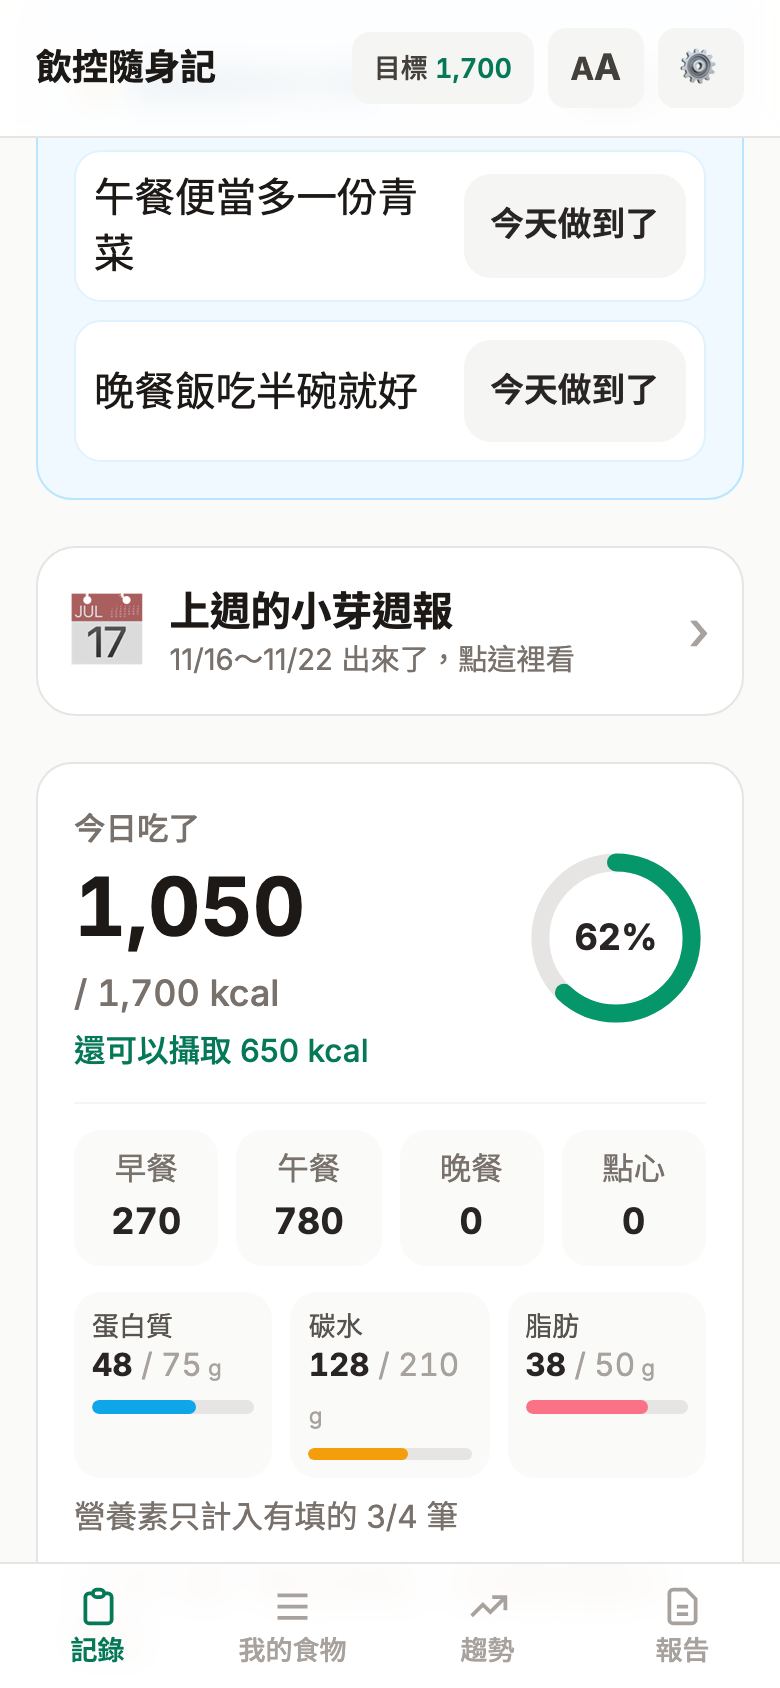 飲控隨身記
目標 1,700
AA
午餐便當多一份青
菜
今天做到了
晚餐飯吃半碗就好
今天做到了
JUL
17
上週的小芽週報
11/16～11/22 出來了，點這裡看
›
今日吃了
1,050
/ 1,700 kcal
還可以攝取 650 kcal
62%
早餐
270
午餐
780
晚餐
0
點心
0
蛋白質
48 / 75 g
碳水
128 / 210
g
脂肪
38 / 50 g
營養素只計入有填的 3/4 筆
記錄
我的食物
趨勢
報告